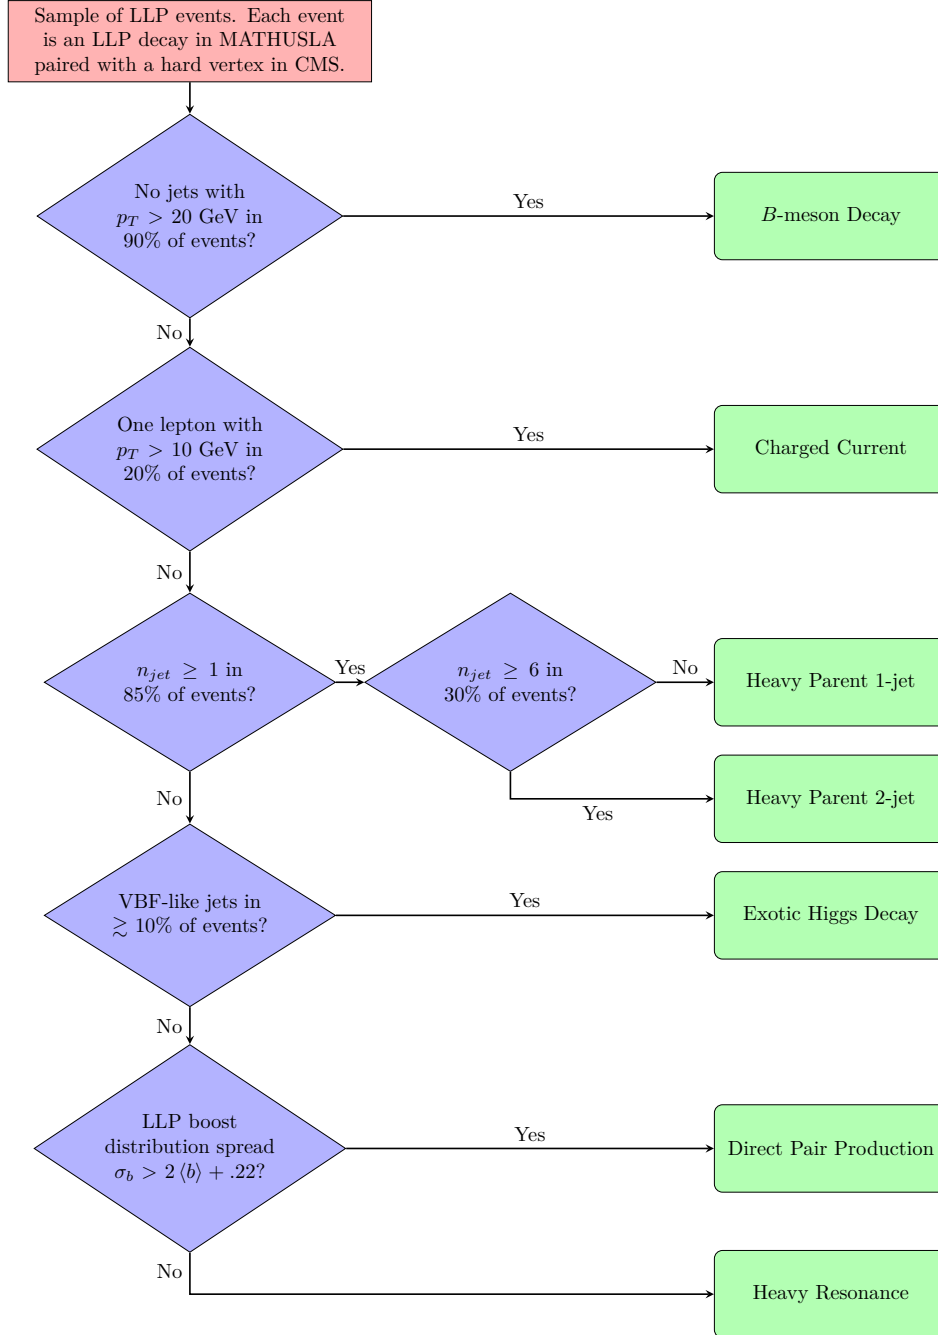 Sample of LLP events. Each event
is an LLP decay in MATHUSLA
paired with a hard vertex in CMS.
No jets with
p_T > 20 GeV in
90% of events?
Yes
B-meson Decay
No
One lepton with
p_T > 10 GeV in
20% of events?
Yes
Charged Current
No
n_jet ≥ 1 in
85% of events?
Yes
n_jet ≥ 6 in
30% of events?
No
Heavy Parent 1-jet
Yes
Heavy Parent 2-jet
No
VBF-like jets in
≳ 10% of events?
Yes
Exotic Higgs Decay
No
LLP boost
distribution spread
σ_b > 2 ⟨b⟩ + .22?
Yes
Direct Pair Production
No
Heavy Resonance